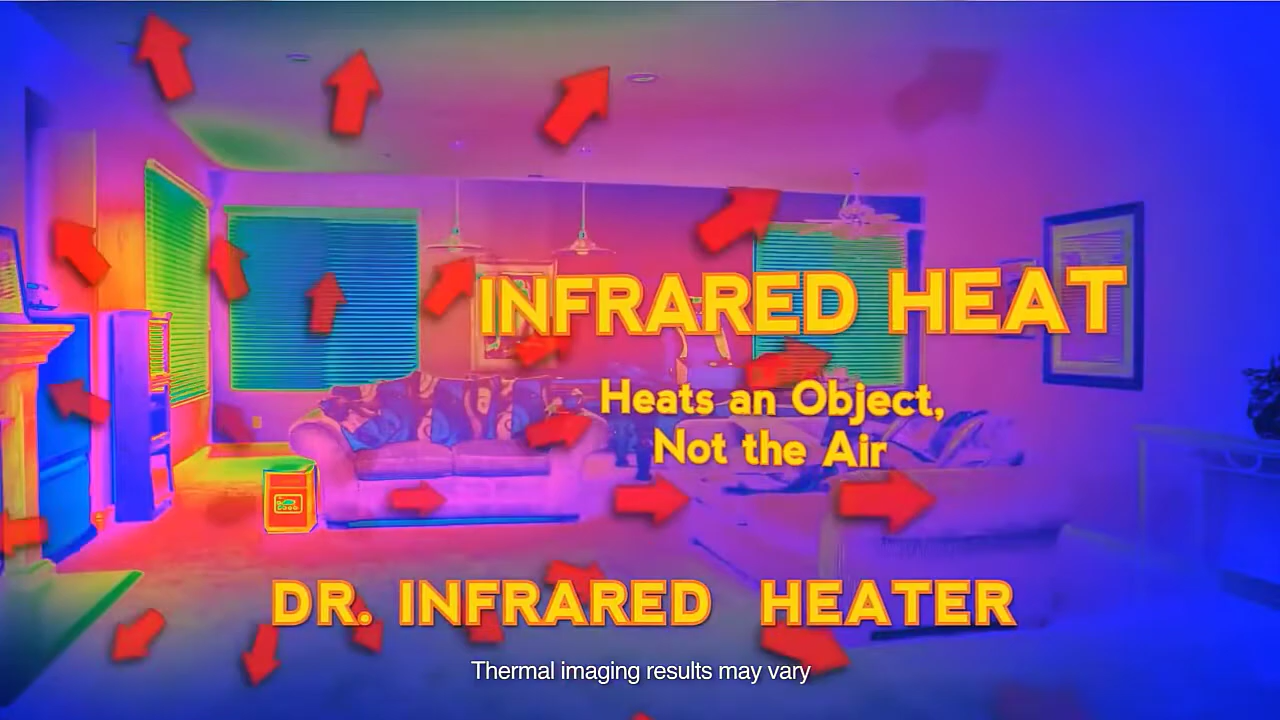 INFRARED HEAT
Heats an Object,
Not the Air
DR. INFRARED HEATER
Thermal imaging results may vary